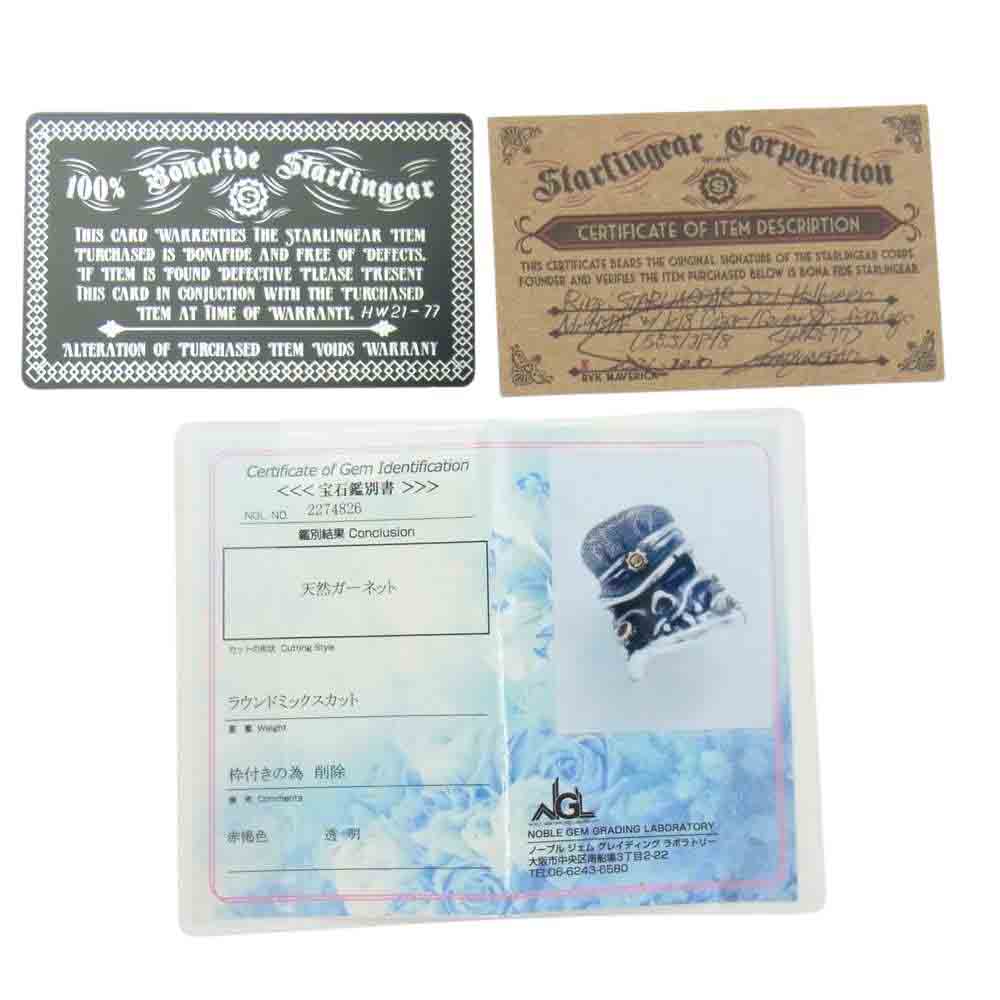 100% Bonafide Starlingear
S
THIS CARD WARRENTIES THE STARLINGEAR ITEM
PURCHASED IS BONAFIDE AND FREE OF DEFECTS.
IF ITEM IS FOUND DEFECTIVE PLEASE PRESENT
THIS CARD IN CONJUCTION WITH THE PURCHASED
ITEM AT TIME OF WARRANTY. HW21-77
ALTERATION OF PURCHASED ITEM VOIDS WARRANT
Starlingear Corporation
S
CERTIFICATE OF ITEM DESCRIPTION
THIS CERTIFICATE BEARS THE ORIGINAL SIGNATURE OF THE STARLINGEAR CORPS.
FOUNDER AND VERIFIES THE ITEM PURCHASED BELOW IS BONA FIDE STARLINGEAR.
STARLINGEAR 2021 Halloween
RYK MAVERICK
Certificate of Gem Identification
<<< 宝石鑑別書 >>>
NGL. NO. 2274826
鑑別結果 Conclusion
天然ガーネット
カットの形状 Cutting Style
ラウンドミックスカット
重 量 Weight
枠付きの為 削除
備 考 Comments
赤褐色 透 明
NGL
NOBLE GEM GRADING LABORATORY
ノーブル ジェム グレイディング ラボラトリー
大阪市中央区南船場3丁目2-22
TEL:06-6243-6580